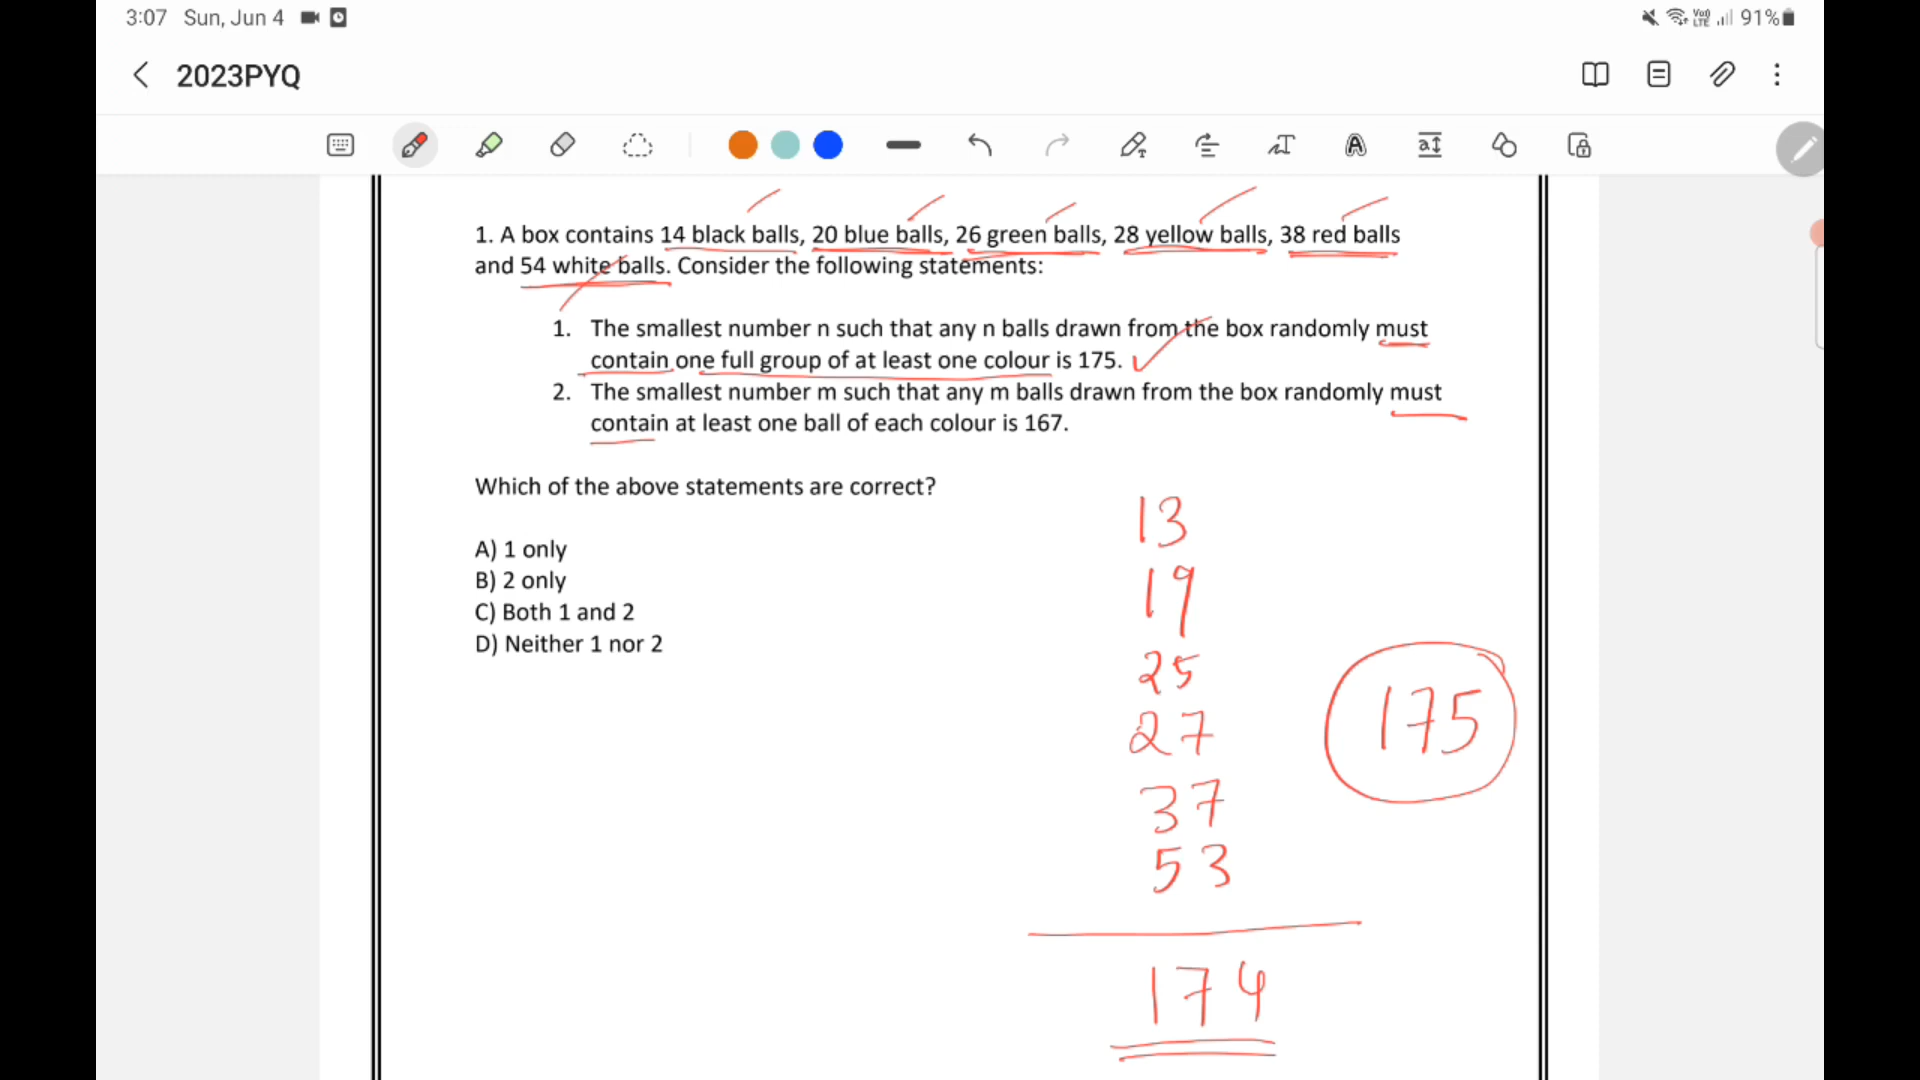 3:07 Sun, Jun 4
91%
2023PYQ
1. A box contains 14 black balls, 20 blue balls, 26 green balls, 28 yellow balls, 38 red balls
and 54 white balls. Consider the following statements:
1. The smallest number n such that any n balls drawn from the box randomly must
contain one full group of at least one colour is 175.
2. The smallest number m such that any m balls drawn from the box randomly must
contain at least one ball of each colour is 167.
Which of the above statements are correct?
A) 1 only
B) 2 only
C) Both 1 and 2
D) Neither 1 nor 2
13
19
25
27
37
53
174
175